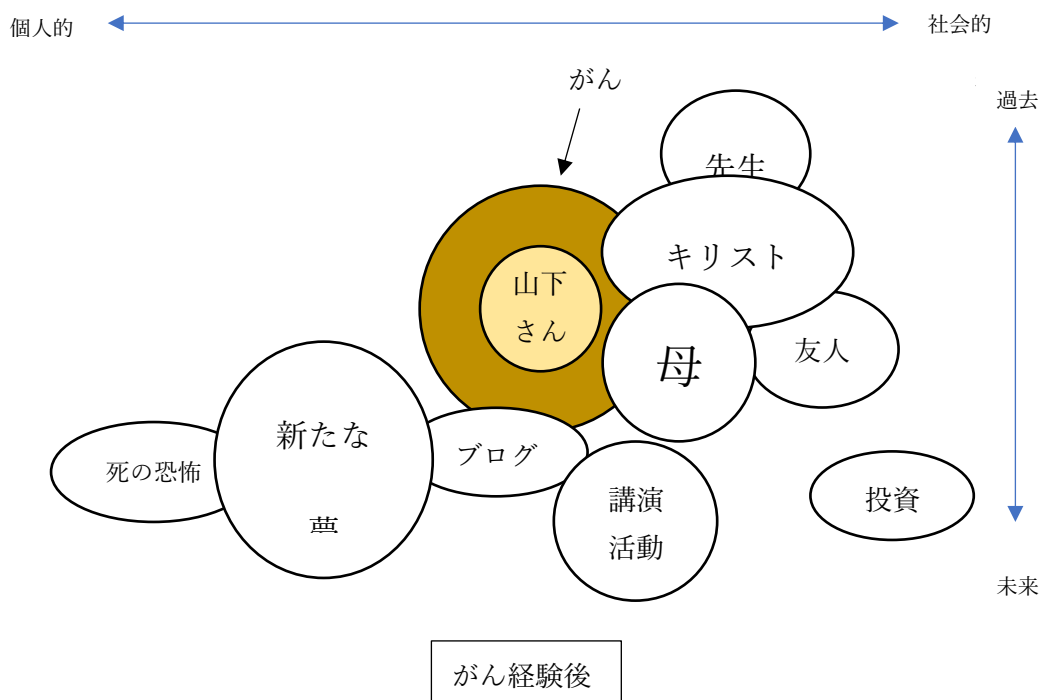 個人的
社会的
がん
過去
先生
キリスト
山下
さん
母
友人
新たな
ブログ
死の恐怖
講演
活動
投資
未来
がん経験後